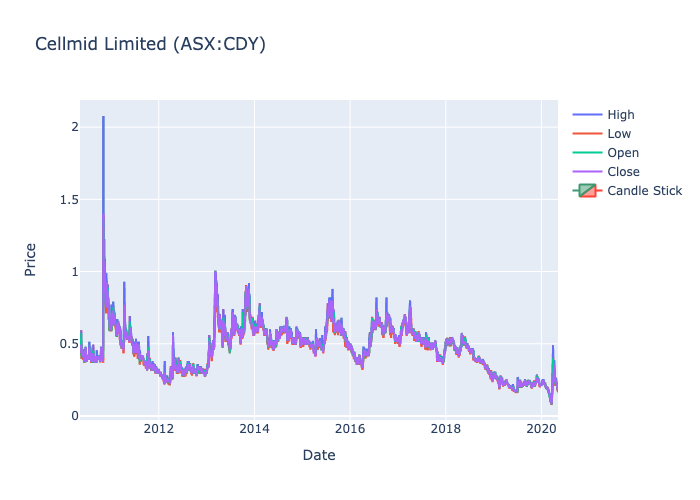 Cellmid Limited (ASX:CDY)
High
Low
Open
Close
Candle Stick
2
1.5
1
0.5
0
Price
2012
2014
2016
2018
2020
Date